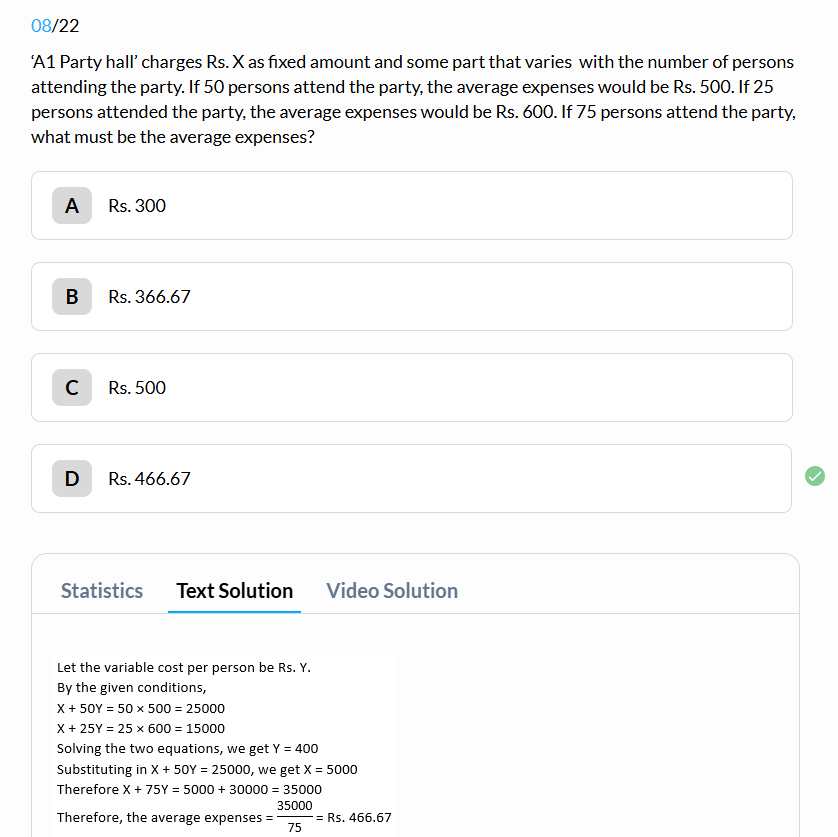 08/22
‘A1 Party hall’ charges Rs. X as fixed amount and some part that varies with the number of persons
attending the party. If 50 persons attend the party, the average expenses would be Rs. 500. If 25
persons attended the party, the average expenses would be Rs. 600. If 75 persons attend the party,
what must be the average expenses?
A Rs. 300
B Rs. 366.67
C Rs. 500
D Rs. 466.67
Statistics Text Solution Video Solution
Let the variable cost per person be Rs. Y.
By the given conditions,
X + 50Y = 50 × 500 = 25000
X + 25Y = 25 × 600 = 15000
Solving the two equations, we get Y = 400
Substituting in X + 50Y = 25000, we get X = 5000
Therefore X + 75Y = 5000 + 30000 = 35000
35000
Therefore, the average expenses = = Rs. 466.67
75